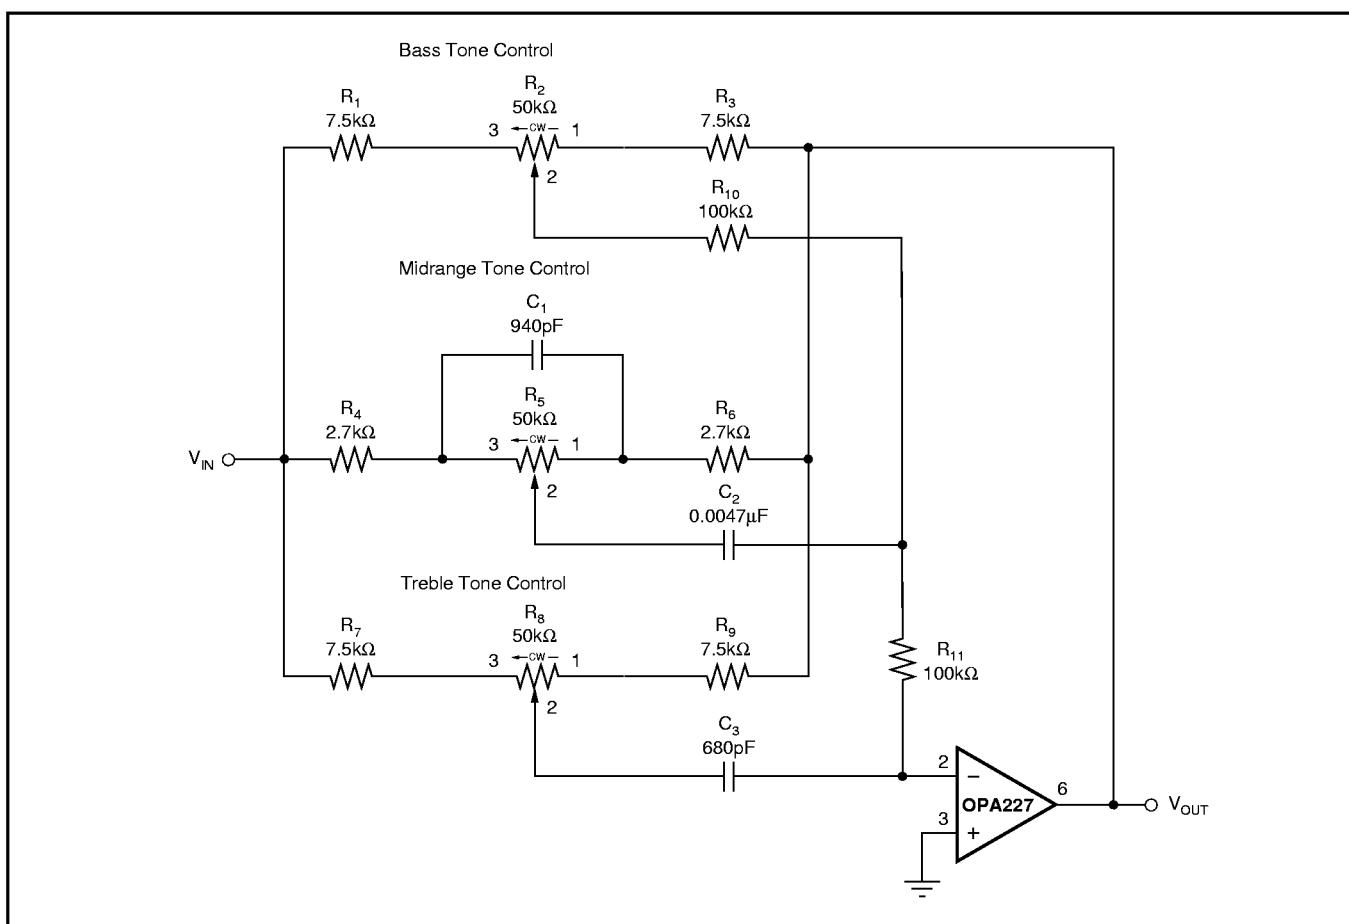 Bass Tone Control
R1
7.5kΩ
R2
50kΩ
3 CW 1
2
R3
7.5kΩ
R10
100kΩ
Midrange Tone Control
C1
940pF
R4
2.7kΩ
R5
50kΩ
3 CW 1
2
R6
2.7kΩ
VIN
C2
0.0047µF
Treble Tone Control
R7
7.5kΩ
R8
50kΩ
3 CW 1
2
R9
7.5kΩ
R11
100kΩ
C3
680pF
2
−
OPA227
3
+
6
VOUT